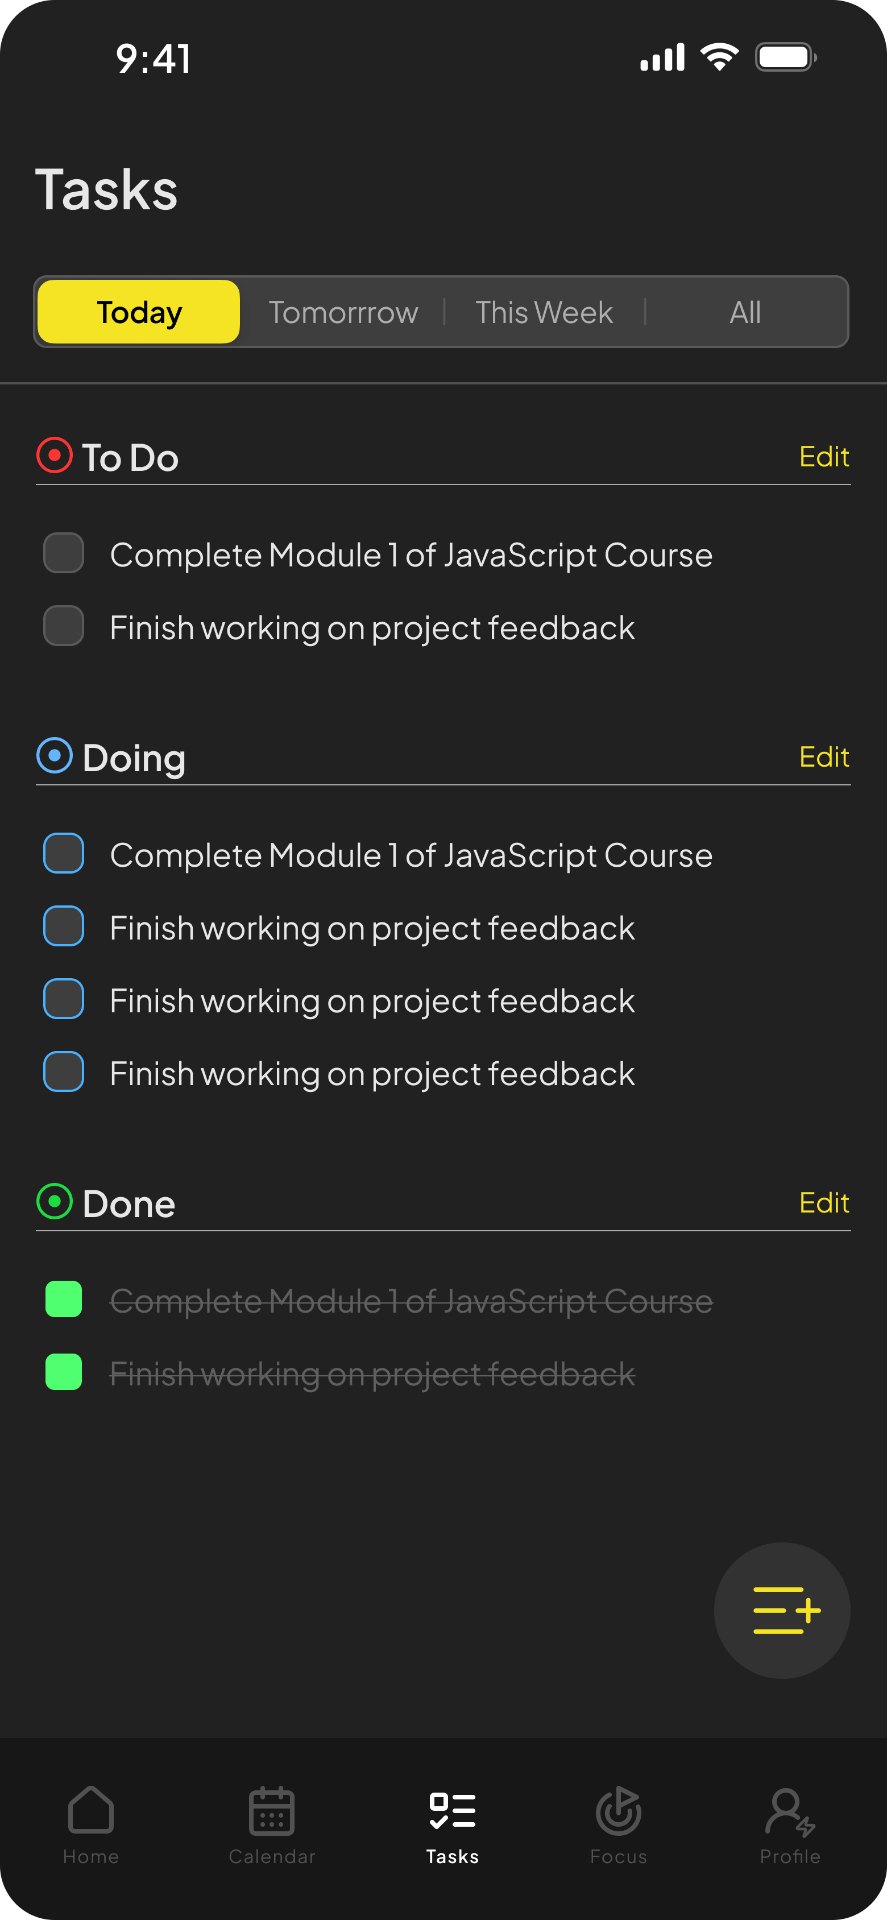 9:41
Tasks
Today Tomorrrow This Week All
To Do Edit
Complete Module 1 of JavaScript Course
Finish working on project feedback
Doing Edit
Complete Module 1 of JavaScript Course
Finish working on project feedback
Finish working on project feedback
Finish working on project feedback
Done Edit
Complete Module 1 of JavaScript Course
Finish working on project feedback
Home Calendar Tasks Focus Profile